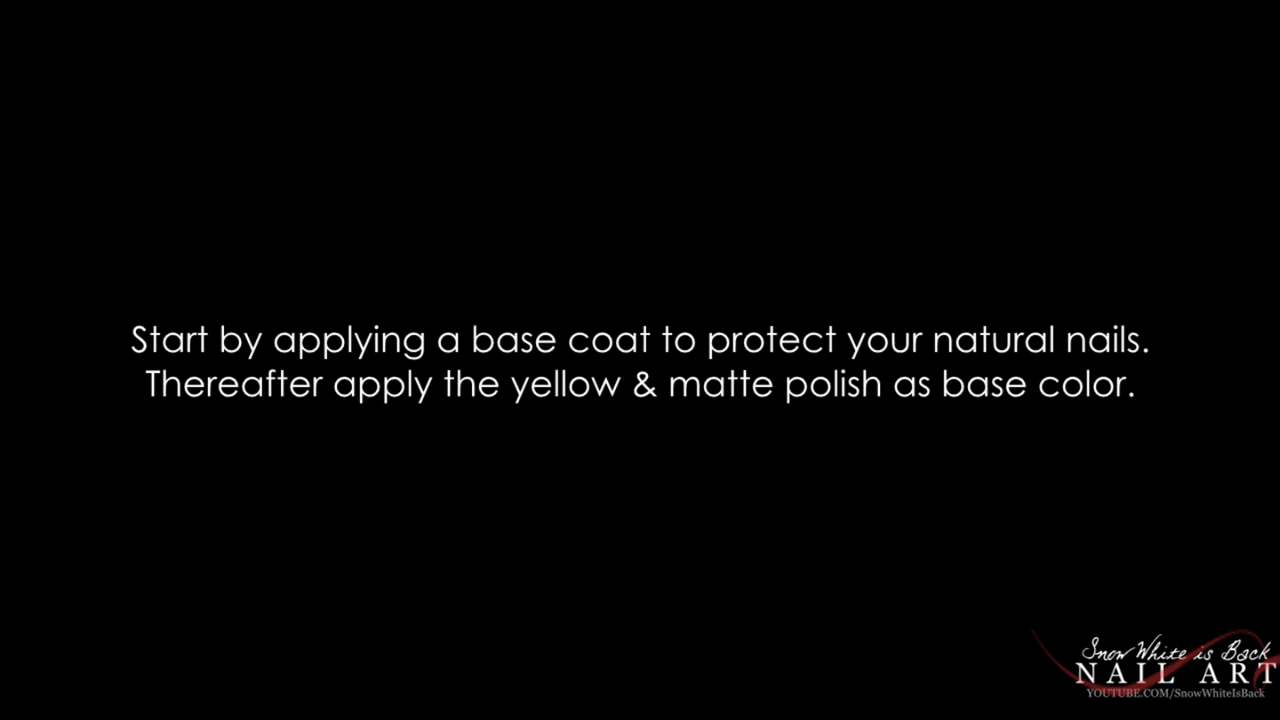 Start by applying a base coat to protect your natural nails.
Thereafter apply the yellow & matte polish as base color.
Snow White is Back
NAIL ART
YOUTUBE.COM/SnowWhiteIsBack